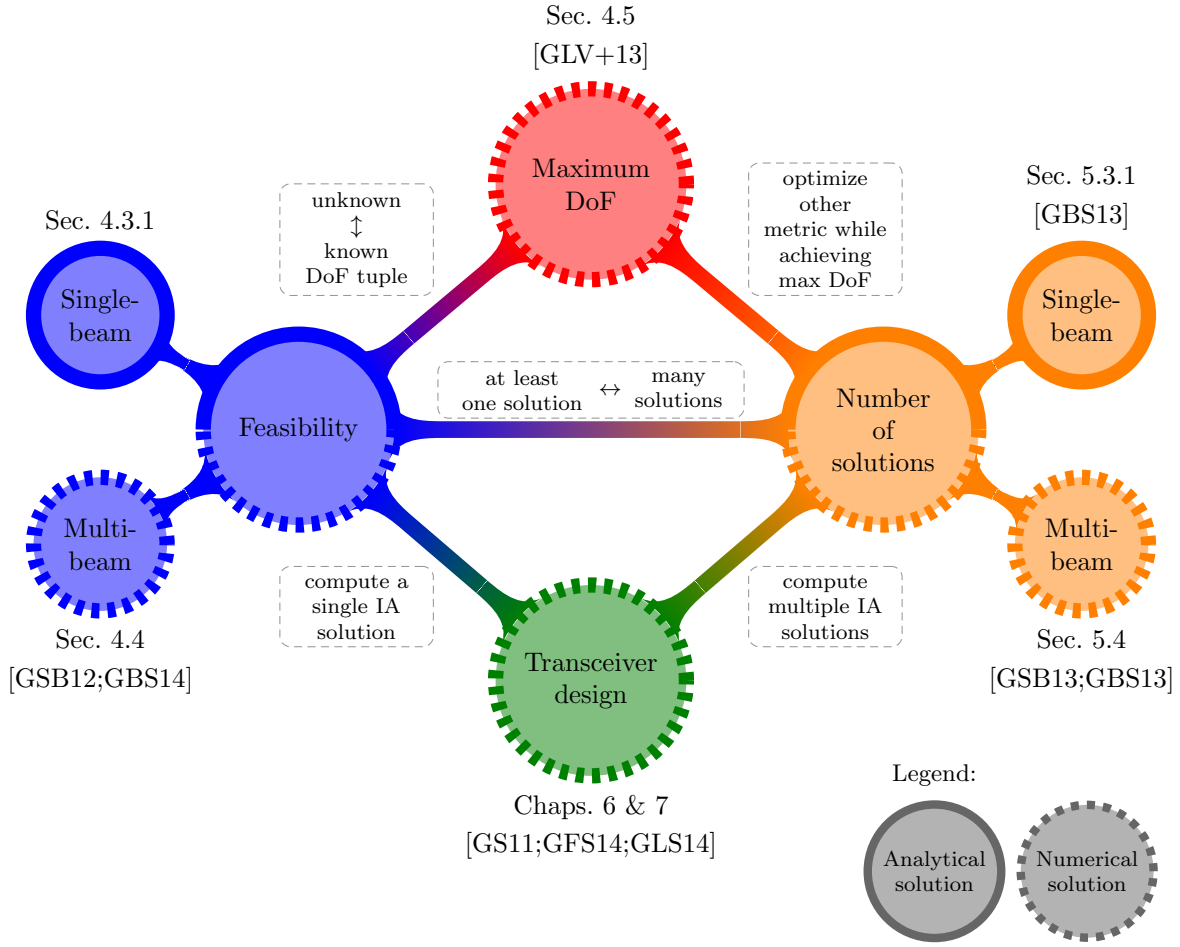 Sec. 4.5
[GLV+13]
Maximum
DoF
unknown
↕
known
DoF tuple
optimize
other
metric while
achieving
max DoF
Sec. 5.3.1
[GBS13]
Sec. 4.3.1
Single-
beam
Single-
beam
Feasibility
at least
one solution
↔
many
solutions
Number
of
solutions
Multi-
beam
Sec. 4.4
[GSB12;GBS14]
Multi-
beam
Sec. 5.4
[GSB13;GBS13]
compute a
single IA
solution
compute
multiple IA
solutions
Transceiver
design
Chaps. 6 & 7
[GS11;GFS14;GLS14]
Legend:
Analytical
solution
Numerical
solution